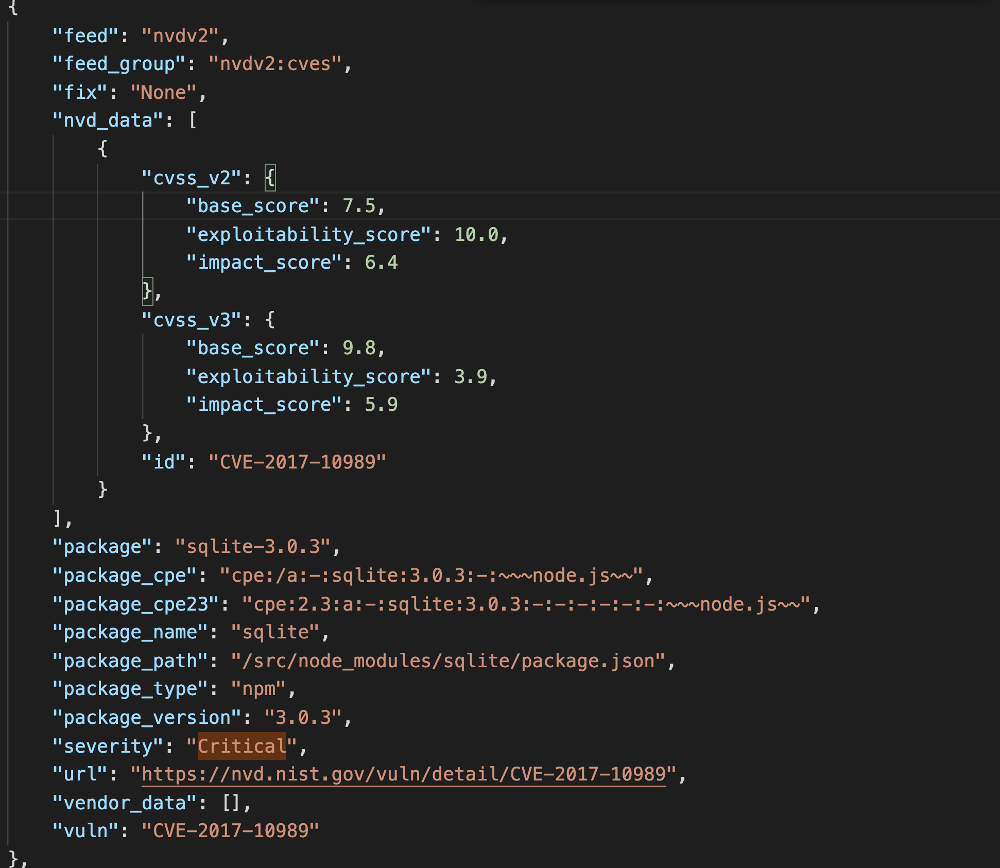 {
    "feed": "nvdv2",
    "feed_group": "nvdv2:cves",
    "fix": "None",
    "nvd_data": [
        {
            "cvss_v2": {
                "base_score": 7.5,
                "exploitability_score": 10.0,
                "impact_score": 6.4
            },
            "cvss_v3": {
                "base_score": 9.8,
                "exploitability_score": 3.9,
                "impact_score": 5.9
            },
            "id": "CVE-2017-10989"
        }
    ],
    "package": "sqlite-3.0.3",
    "package_cpe": "cpe:/a:-:sqlite:3.0.3:-:~~~node.js~~",
    "package_cpe23": "cpe:2.3:a:-:sqlite:3.0.3:-:-:-:-:-:-:~~~node.js~~",
    "package_name": "sqlite",
    "package_path": "/src/node_modules/sqlite/package.json",
    "package_type": "npm",
    "package_version": "3.0.3",
    "severity": "Critical",
    "url": "https://nvd.nist.gov/vuln/detail/CVE-2017-10989",
    "vendor_data": [],
    "vuln": "CVE-2017-10989"
},